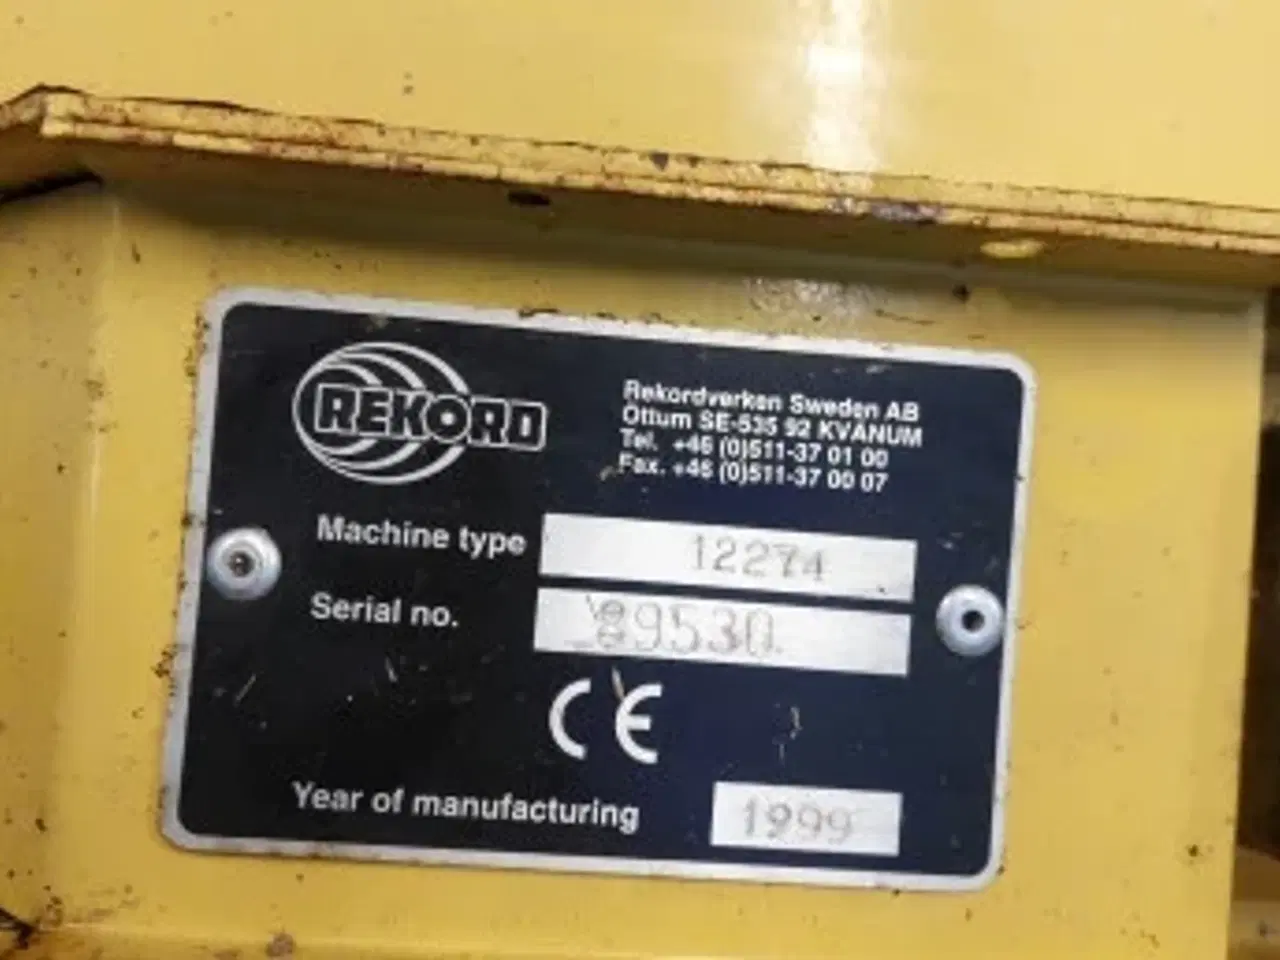 REKORD
Rekordverken Sweden AB
Ottum SE-535 92 KVÄNUM
Tel. +46 (0)511-37 01 00
Fax. +46 (0)511-37 00 07
Machine type 12274
Serial no.
CE
Year of manufacturing 1999